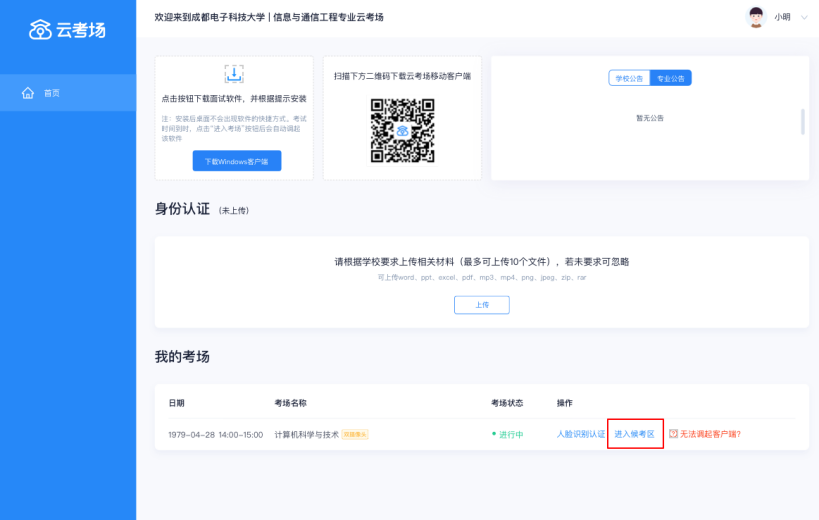 云考场
欢迎来到成都电子科技大学 | 信息与通信工程专业云考场
小明
首页
点击按钮下载面试软件，并根据提示安装
注：安装后桌面不会出现软件的快捷方式。考试
时间到时，点击"进入考场"按钮后会自动调起
该软件
下载Windows客户端
扫描下方二维码下载云考场移动客户端
学校公告
专业公告
暂无公告
身份认证 （未上传）
请根据学校要求上传相关材料（最多可上传10个文件），若未要求可忽略
可上传word、ppt、excel、pdf、mp3、mp4、png、jpeg、zip、rar
上传
我的考场
日期 考场名称 考场状态 操作
1979-04-28 14:00-15:00 计算机科学与技术 进行中 人脸识别认证 进入候考区 无法调起客户端?